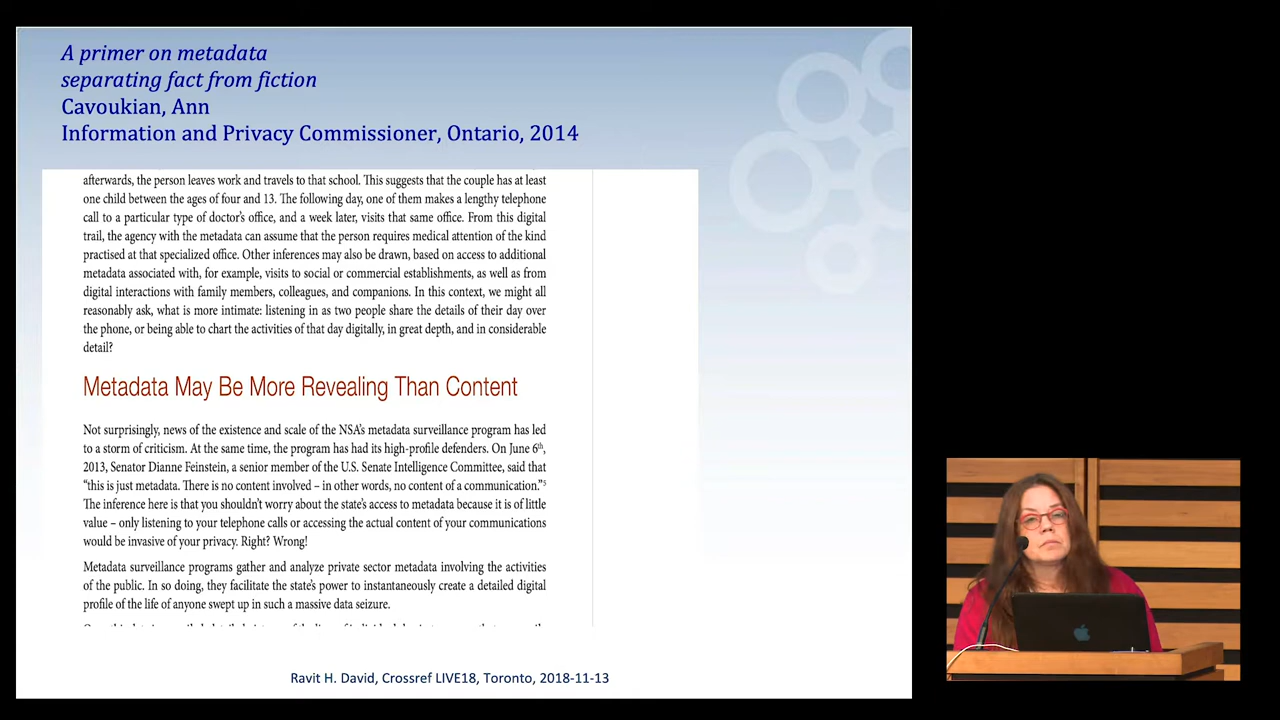 A primer on metadata
separating fact from fiction
Cavoukian, Ann
Information and Privacy Commissioner, Ontario, 2014
afterwards, the person leaves work and travels to that school. This suggests that the couple has at least
one child between the ages of four and 13. The following day, one of them makes a lengthy telephone
call to a particular type of doctor's office, and a week later, visits that same office. From this digital
trail, the agency with the metadata can assume that the person requires medical attention of the kind
practised at that specialized office. Other inferences may also be drawn, based on access to additional
metadata associated with, for example, visits to social or commercial establishments, as well as from
digital interactions with family members, colleagues, and companions. In this context, we might all
reasonably ask, what is more intimate: listening in as two people share the details of their day over
the phone, or being able to chart the activities of that day digitally, in great depth, and in considerable
detail?
Metadata May Be More Revealing Than Content
Not surprisingly, news of the existence and scale of the NSA's metadata surveillance program has led
to a storm of criticism. At the same time, the program has had its high-profile defenders. On June 6th,
2013, Senator Dianne Feinstein, a senior member of the U.S. Senate Intelligence Committee, said that
"this is just metadata. There is no content involved – in other words, no content of a communication."5
The inference here is that you shouldn't worry about the state's access to metadata because it is of little
value – only listening to your telephone calls or accessing the actual content of your communications
would be invasive of your privacy. Right? Wrong!
Metadata surveillance programs gather and analyze private sector metadata involving the activities
of the public. In so doing, they facilitate the state's power to instantaneously create a detailed digital
profile of the life of anyone swept up in such a massive data seizure.
Ravit H. David, Crossref LIVE18, Toronto, 2018-11-13